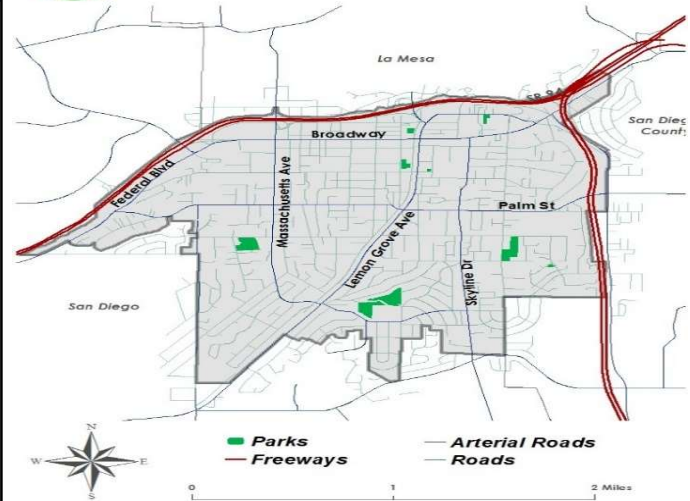 La Mesa
SR 94
San Dieg
County
Broadway
Federal Blvd
Massachusetts Ave
Lemon Grove Ave
Palm St
Skyline Dr
San Diego
N
W
E
S
Parks
Arterial Roads
Freeways
Roads
0
1
2 Miles